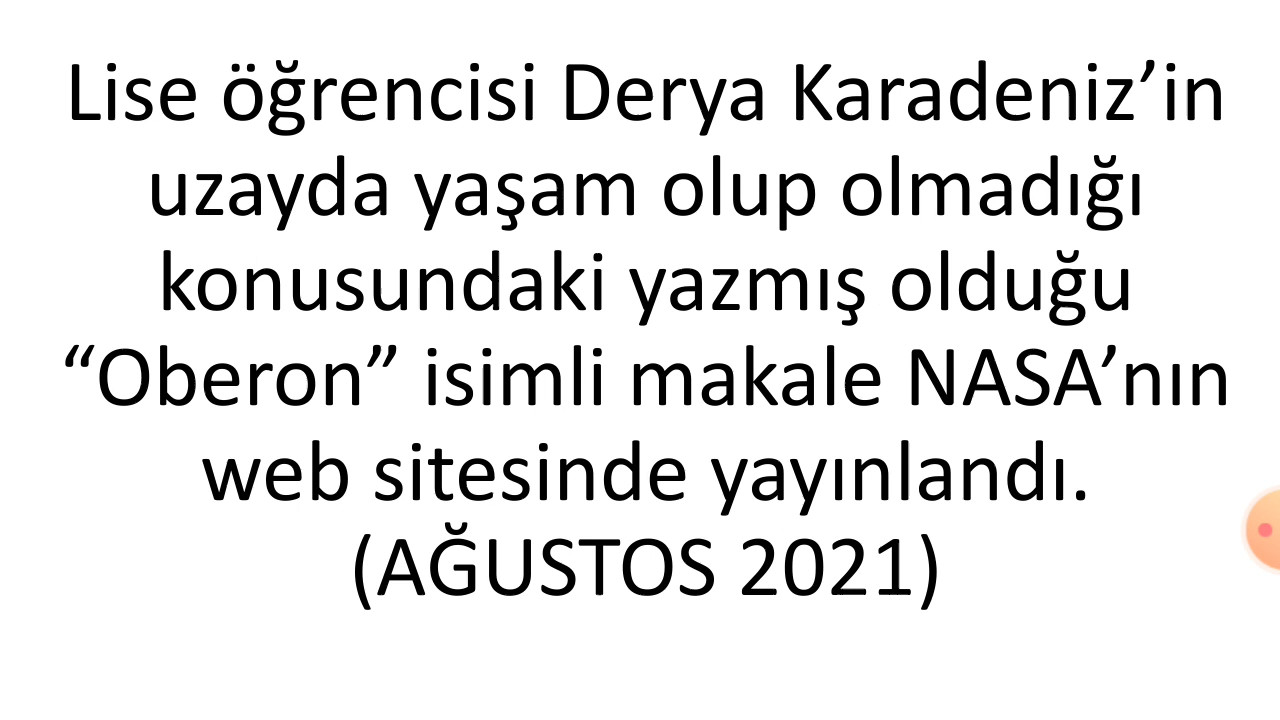 Lise öğrencisi Derya Karadeniz’in
uzayda yaşam olup olmadığı
konusundaki yazmış olduğu
“Oberon” isimli makale NASA’nın
web sitesinde yayınlandı.
(AĞUSTOS 2021)